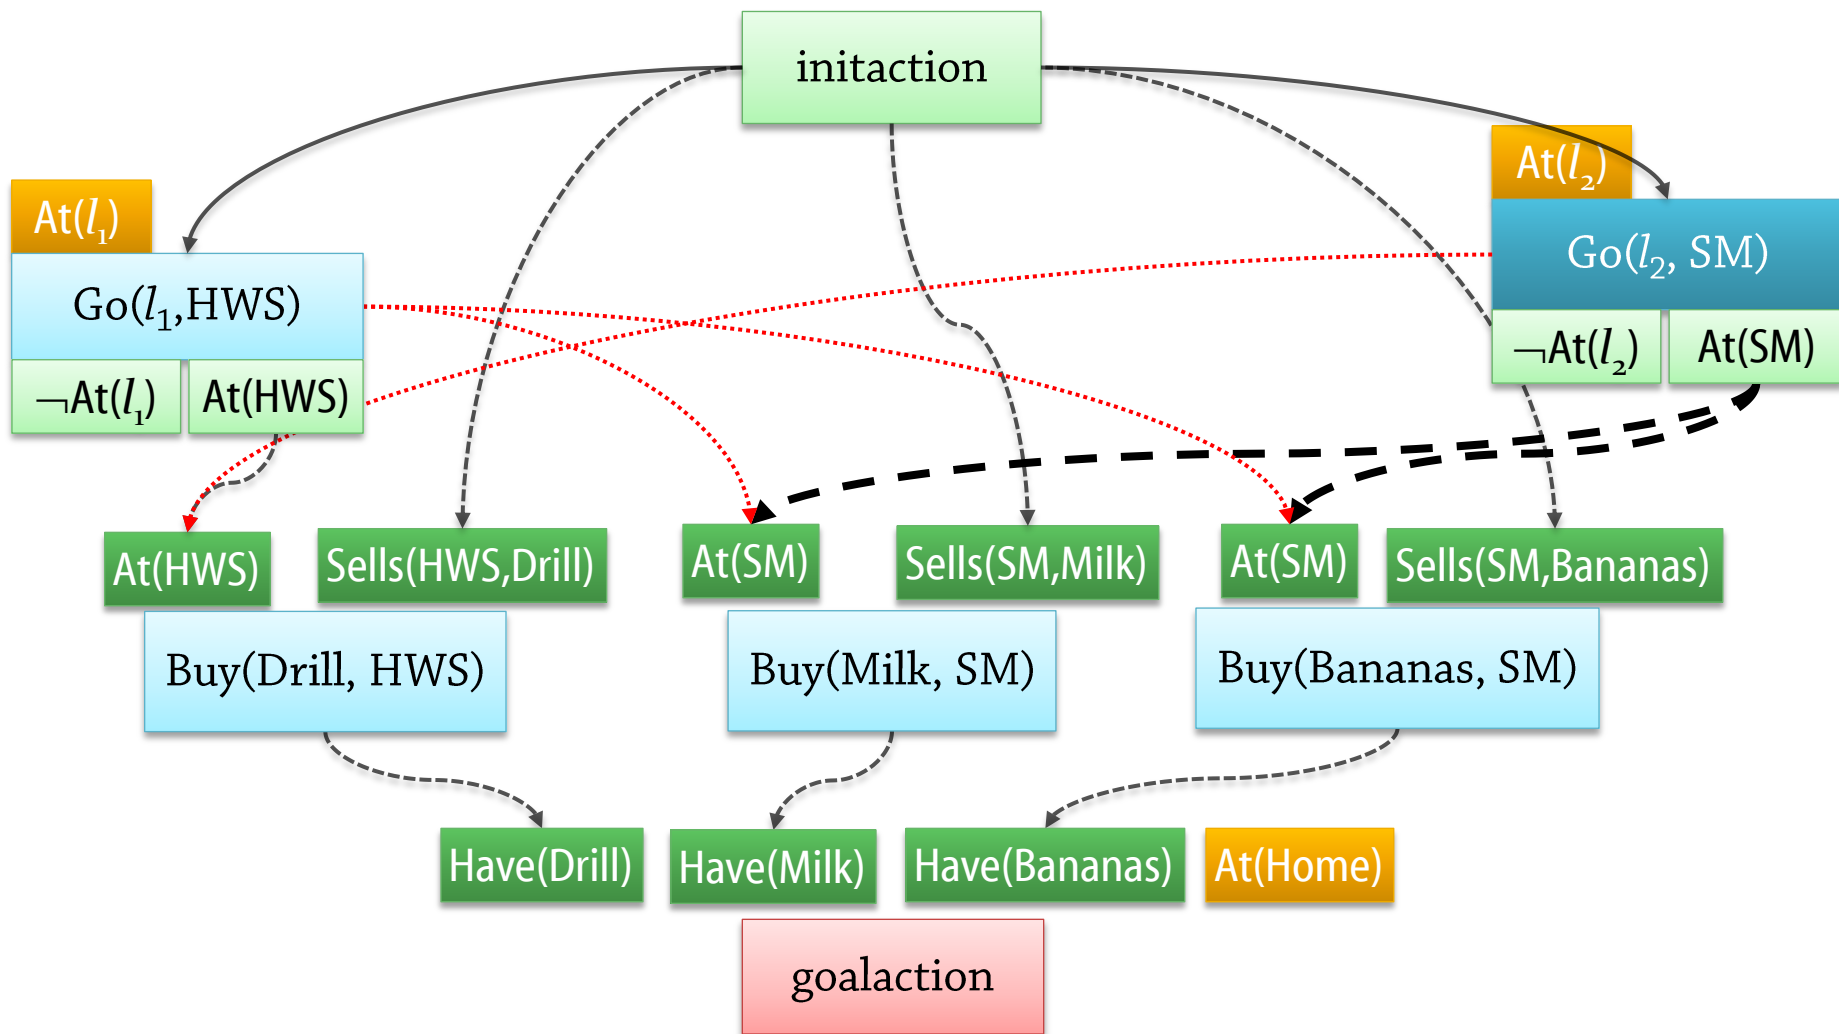 initaction
At(l₂)
At(l₁)
Go(l₂, SM)
Go(l₁,HWS)
¬At(l₂)
At(SM)
¬At(l₁)
At(HWS)
At(HWS)
Sells(HWS,Drill)
At(SM)
Sells(SM,Milk)
At(SM)
Sells(SM,Bananas)
Buy(Drill, HWS)
Buy(Milk, SM)
Buy(Bananas, SM)
Have(Drill)
Have(Milk)
Have(Bananas)
At(Home)
goalaction